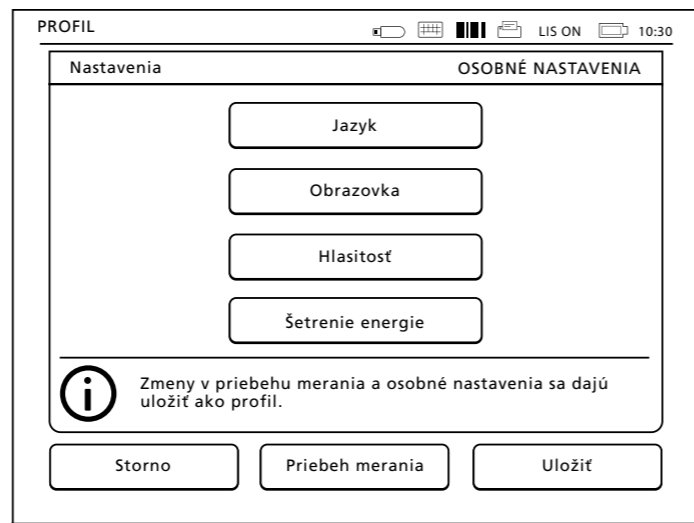 PROFIL LIS ON 10:30
Nastavenia OSOBNÉ NASTAVENIA
Jazyk
Obrazovka
Hlasitosť
Šetrenie energie
Zmeny v priebehu merania a osobné nastavenia sa dajú
uložiť ako profil.
Storno Priebeh merania Uložiť